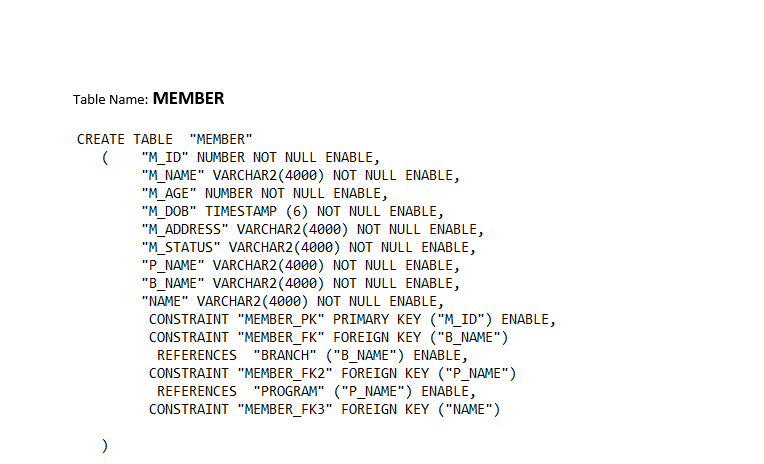 Table Name: MEMBER
CREATE TABLE  "MEMBER"
   (    "M_ID" NUMBER NOT NULL ENABLE,
        "M_NAME" VARCHAR2(4000) NOT NULL ENABLE,
        "M_AGE" NUMBER NOT NULL ENABLE,
        "M_DOB" TIMESTAMP (6) NOT NULL ENABLE,
        "M_ADDRESS" VARCHAR2(4000) NOT NULL ENABLE,
        "M_STATUS" VARCHAR2(4000) NOT NULL ENABLE,
        "P_NAME" VARCHAR2(4000) NOT NULL ENABLE,
        "B_NAME" VARCHAR2(4000) NOT NULL ENABLE,
        "NAME" VARCHAR2(4000) NOT NULL ENABLE,
         CONSTRAINT "MEMBER_PK" PRIMARY KEY ("M_ID") ENABLE,
         CONSTRAINT "MEMBER_FK" FOREIGN KEY ("B_NAME")
          REFERENCES  "BRANCH" ("B_NAME") ENABLE,
         CONSTRAINT "MEMBER_FK2" FOREIGN KEY ("P_NAME")
          REFERENCES  "PROGRAM" ("P_NAME") ENABLE,
         CONSTRAINT "MEMBER_FK3" FOREIGN KEY ("NAME")
   )